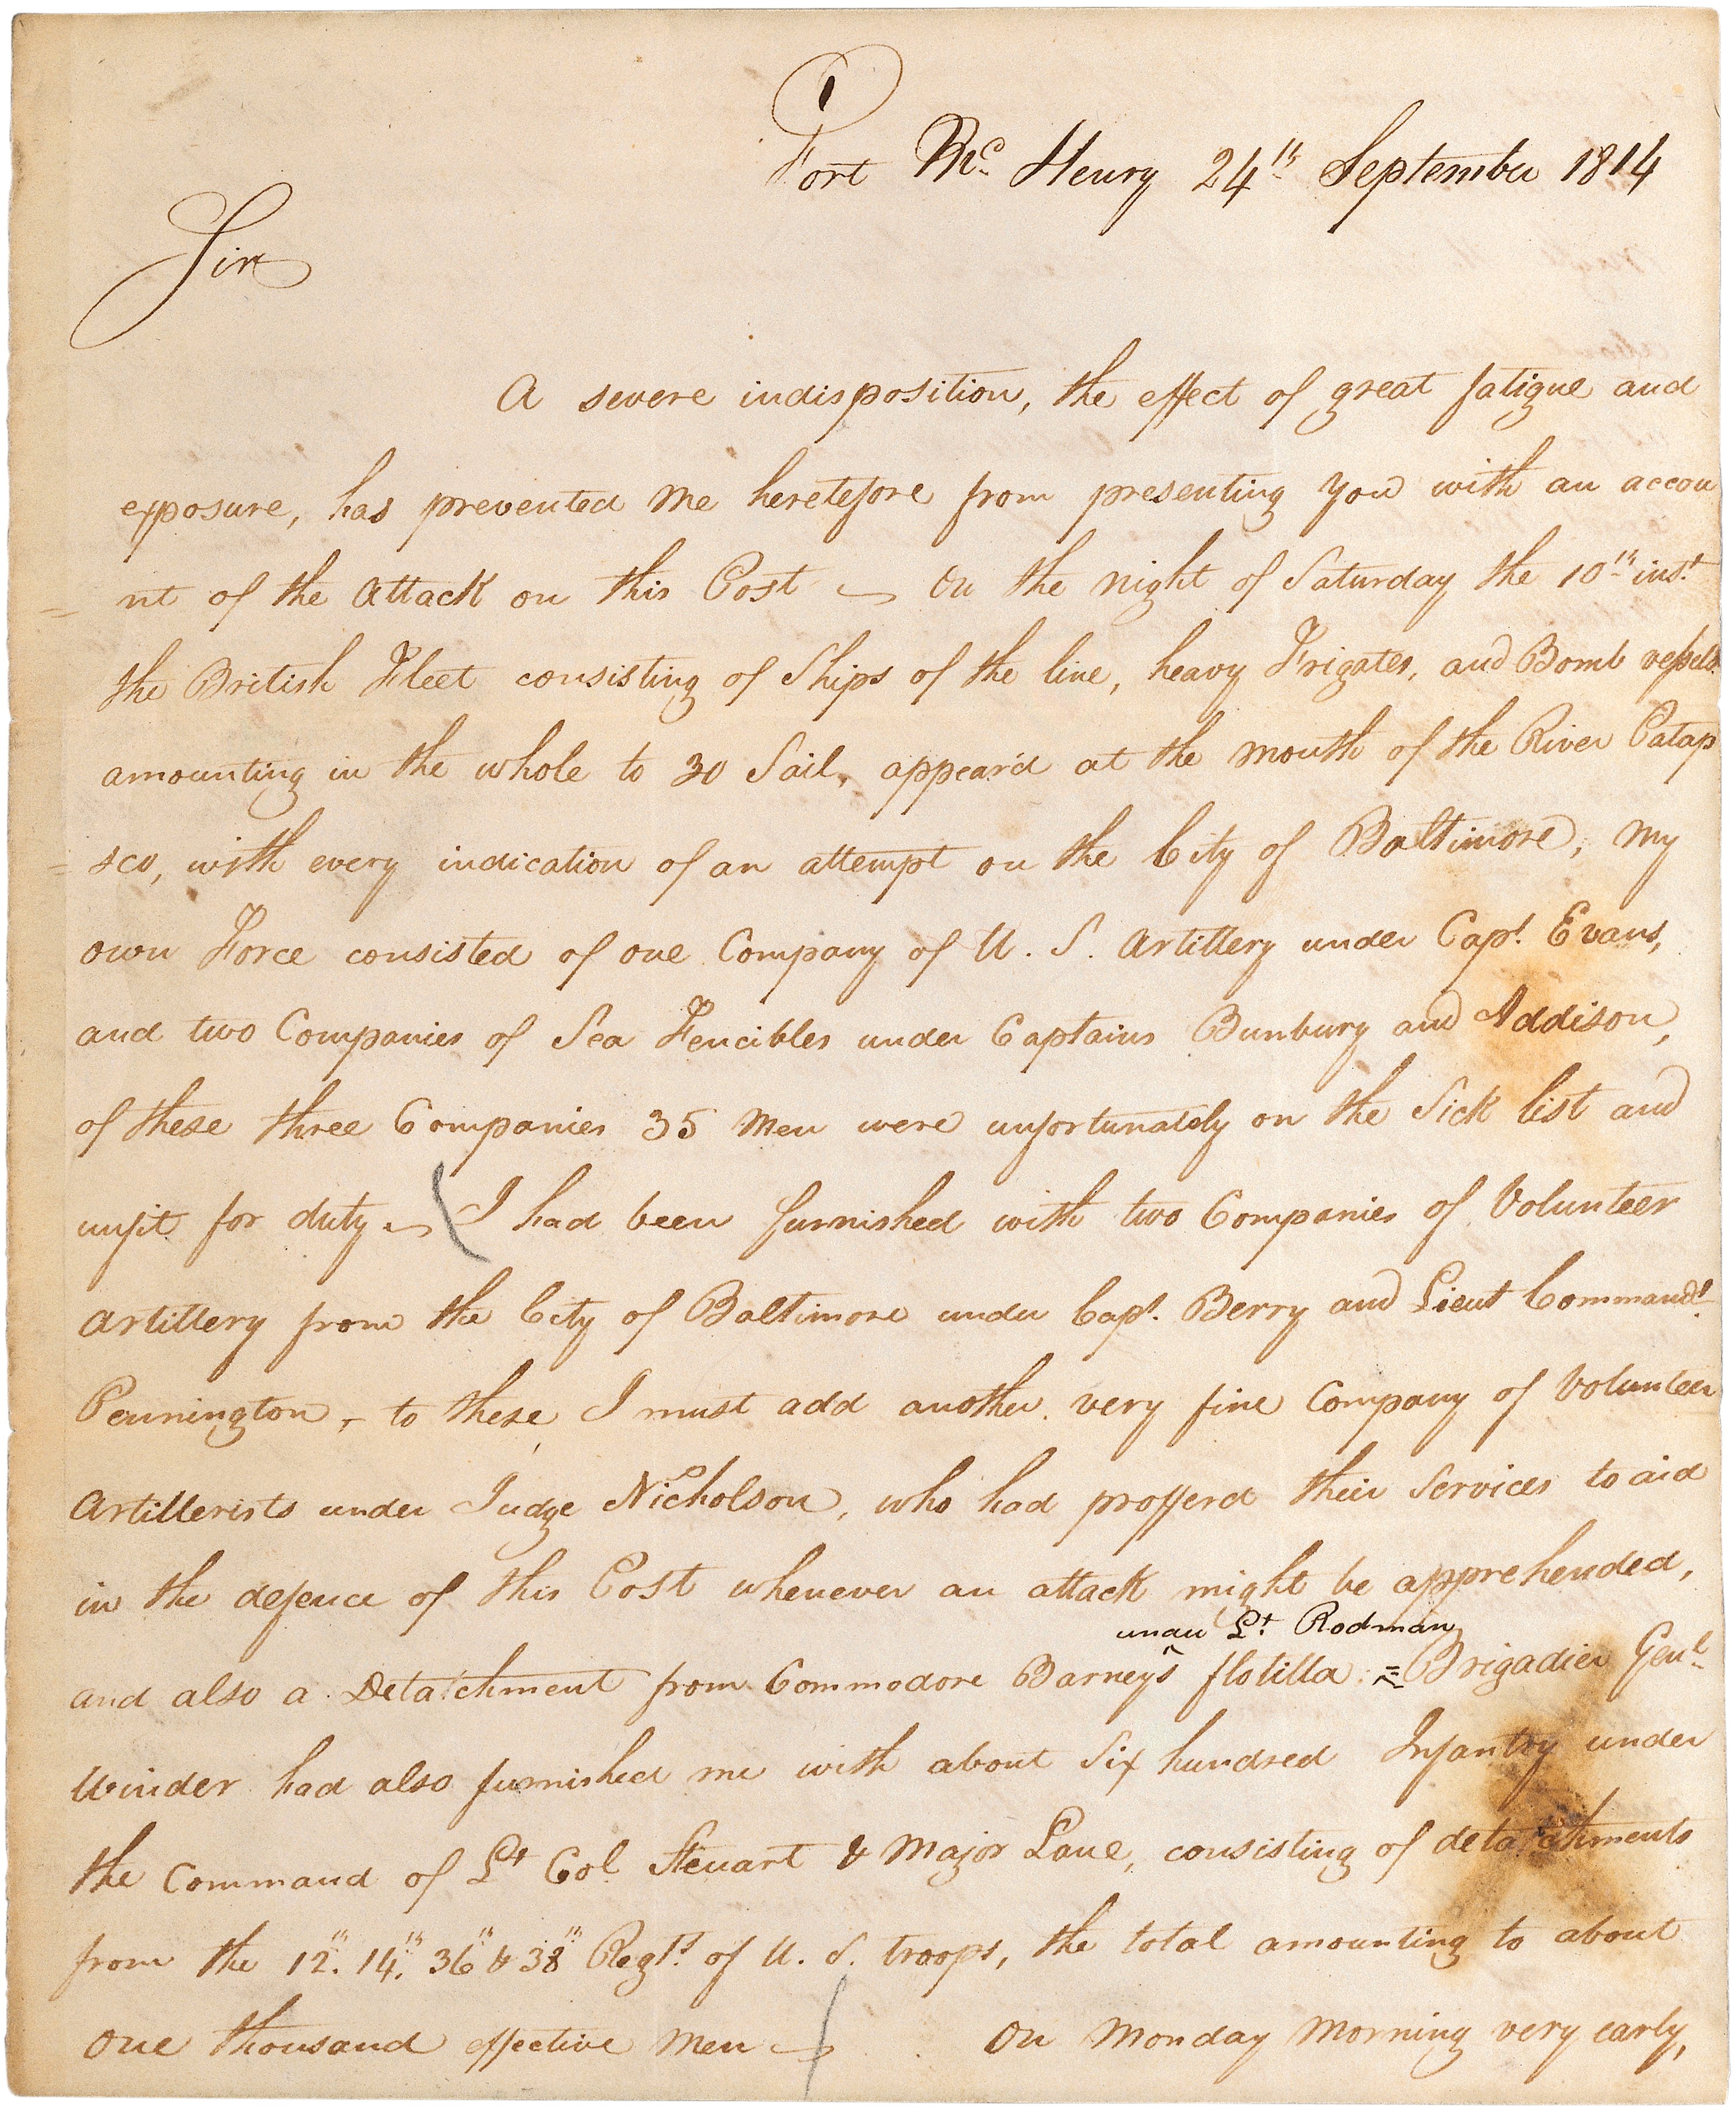 Fort Mc. Henry 24th September 1814
Sir
A severe indisposition, the effect of great fatigue and
exposure, has prevented me heretofore from presenting You with an accou
= nt of the Attack on this Post – On the night of Saturday the 10th inst.
the British Fleet consisting of Ships of the line, heavy Frigates, and Bomb vessels
amounting in the whole to 30 Sail, appear'd at the mouth of the River Patap
= sco, with every indication of an attempt on the City of Baltimore; My
own Force consisted of one Company of U. S. Artillery under Capt. Evans,
and two Companies of Sea Fencibles under Captains Bunbury and Addison,
of these three Companies 35 Men were unfortunately on the Sick list and
unfit for duty – ( I had been furnished with two Companies of Volunteer
Artillery from the City of Baltimore under Capt. Berry and Lieut Commandt.
Pennington, – to these I must add another very fine Company of Volunteer
Artillerists under Judge Nicholson, who had profferd their Services to aid
in the defence of this Post whenever an attack might be apprehended,
under Lt. Rodman
and also a Detatchment from Commodore Barney's ^ flotilla. = Brigadier Genl.
Winder had also furnished me with about Six hundred Infantry under
the Command of Lt Col Steuart & Major Lane, consisting of detatchments
from the 12th. 14th. 36th & 38th Regts. of U. S. troops, the total amounting to about
One thousand effective Men – ) On Monday Morning very early,